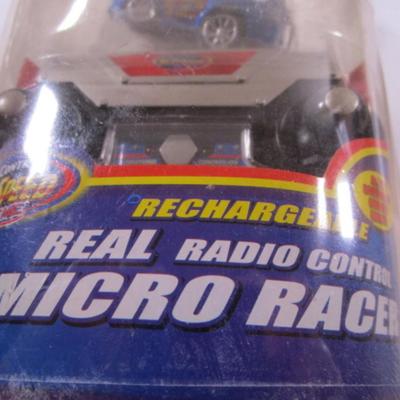 RECHARGEABLE
REAL RADIO CONTROL
MICRO RACER